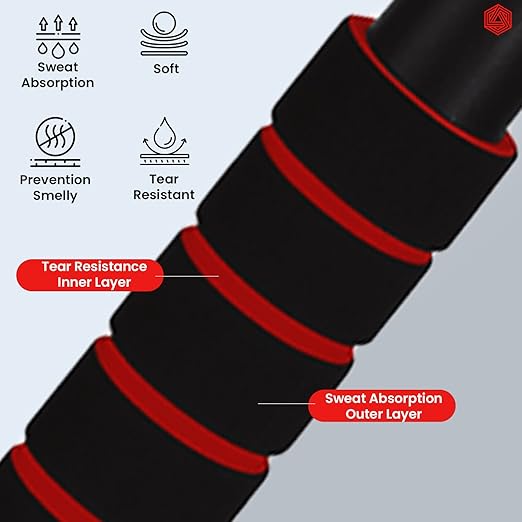 Sweat
Absorption
Soft
Prevention
Smelly
Tear
Resistant
Tear Resistance
Inner Layer
Sweat Absorption
Outer Layer